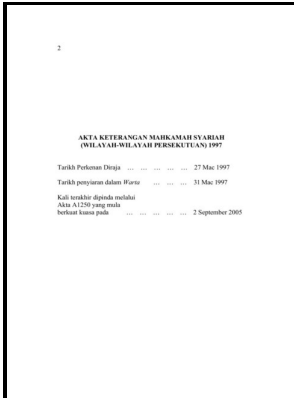 2
AKTA KETERANGAN MAHKAMAH SYARIAH
(WILAYAH-WILAYAH PERSEKUTUAN) 1997
Tarikh Perkenan Diraja ... ... ... ... ... 27 Mac 1997
Tarikh penyiaran dalam Warta ... ... ... 31 Mac 1997
Kali terakhir dipinda melalui
Akta A1250 yang mula
berkuat kuasa pada ... ... ... ... ... 2 September 2005